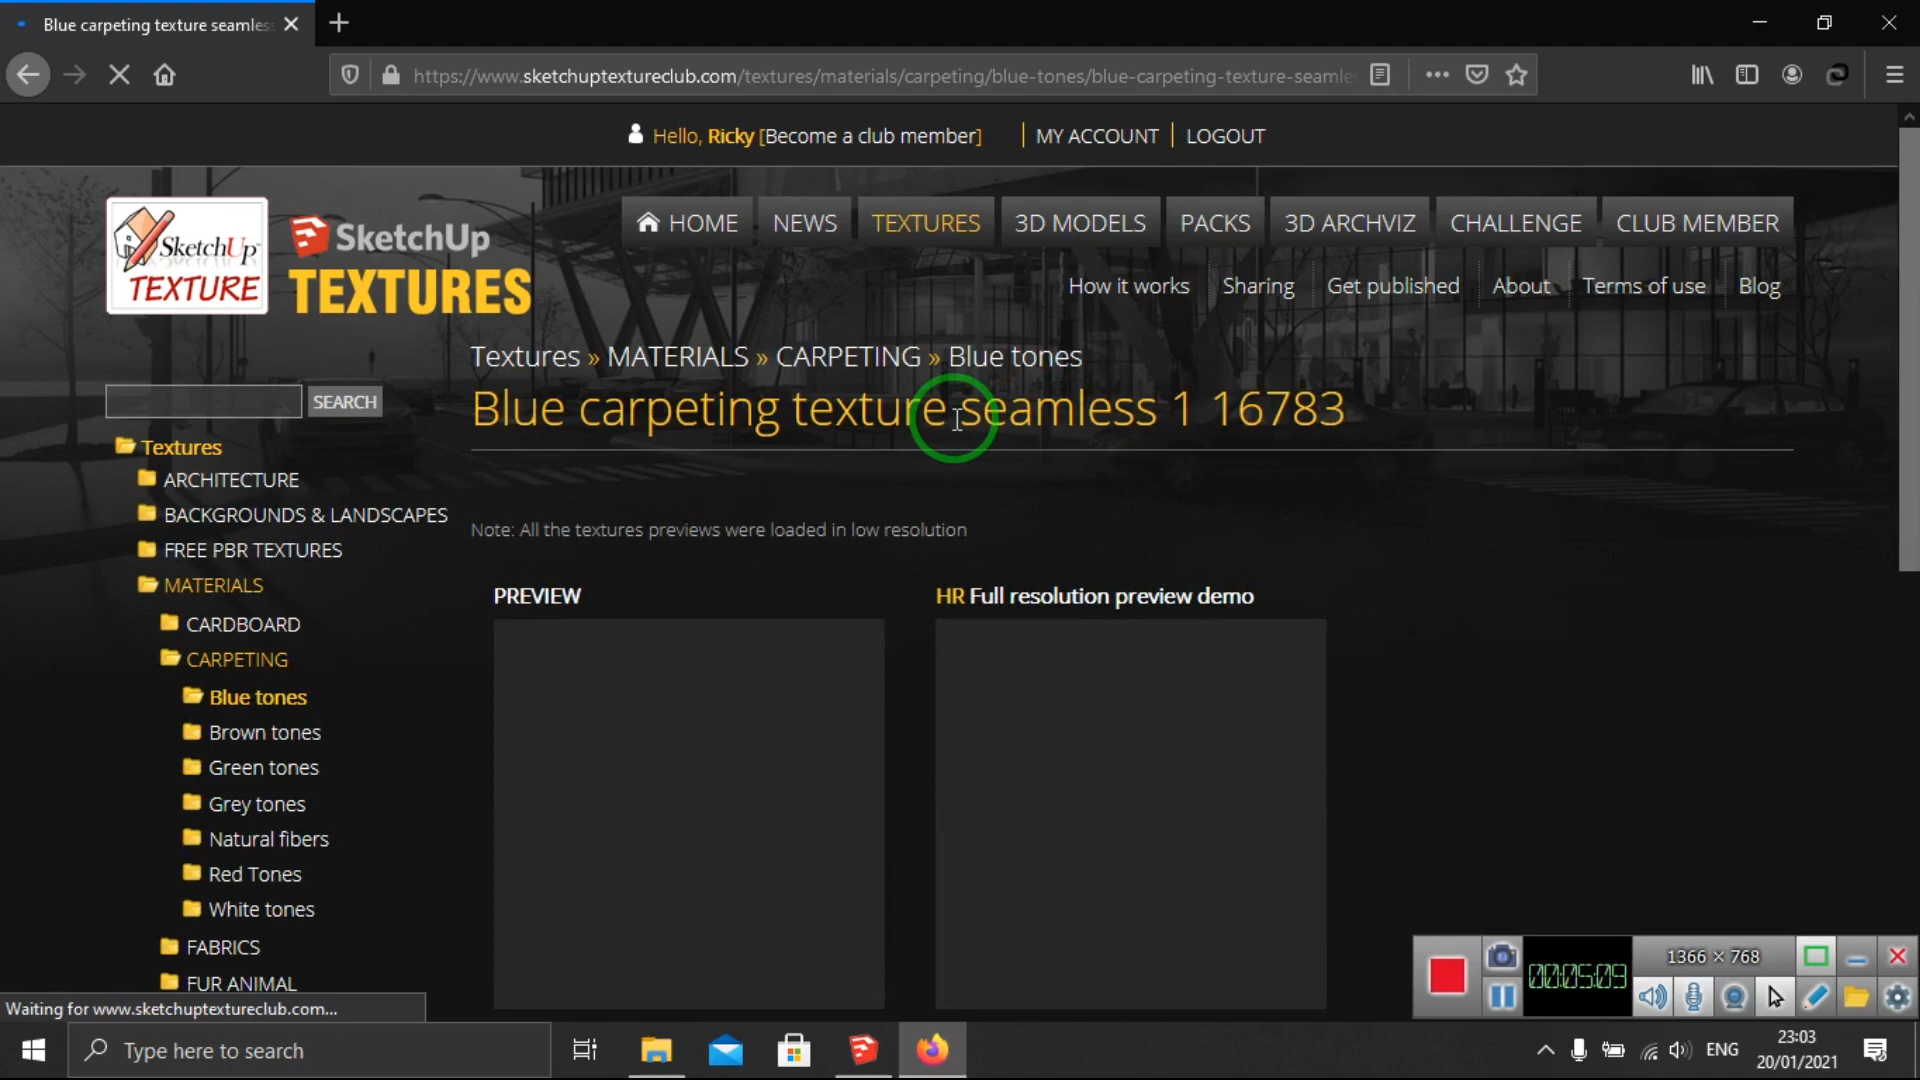 Blue carpeting texture seamles
https://www.sketchuptextureclub.com/textures/materials/carpeting/blue-tones/blue-carpeting-texture-seamle
Hello, Ricky [Become a club member]
MY ACCOUNT
LOGOUT
SketchUp
TEXTURE
SketchUp
TEXTURES
HOME
NEWS
TEXTURES
3D MODELS
PACKS
3D ARCHVIZ
CHALLENGE
CLUB MEMBER
How it works
Sharing
Get published
About
Terms of use
Blog
Textures » MATERIALS » CARPETING » Blue tones
Blue carpeting texture seamless 1 16783
SEARCH
Textures
ARCHITECTURE
BACKGROUNDS & LANDSCAPES
FREE PBR TEXTURES
MATERIALS
CARDBOARD
CARPETING
Blue tones
Brown tones
Green tones
Grey tones
Natural fibers
Red Tones
White tones
FABRICS
FUR ANIMAL
Note: All the textures previews were loaded in low resolution
PREVIEW
HR Full resolution preview demo
Waiting for www.sketchuptextureclub.com...
00:05:09
1366 × 768
Type here to search
ENG
23:03
20/01/2021